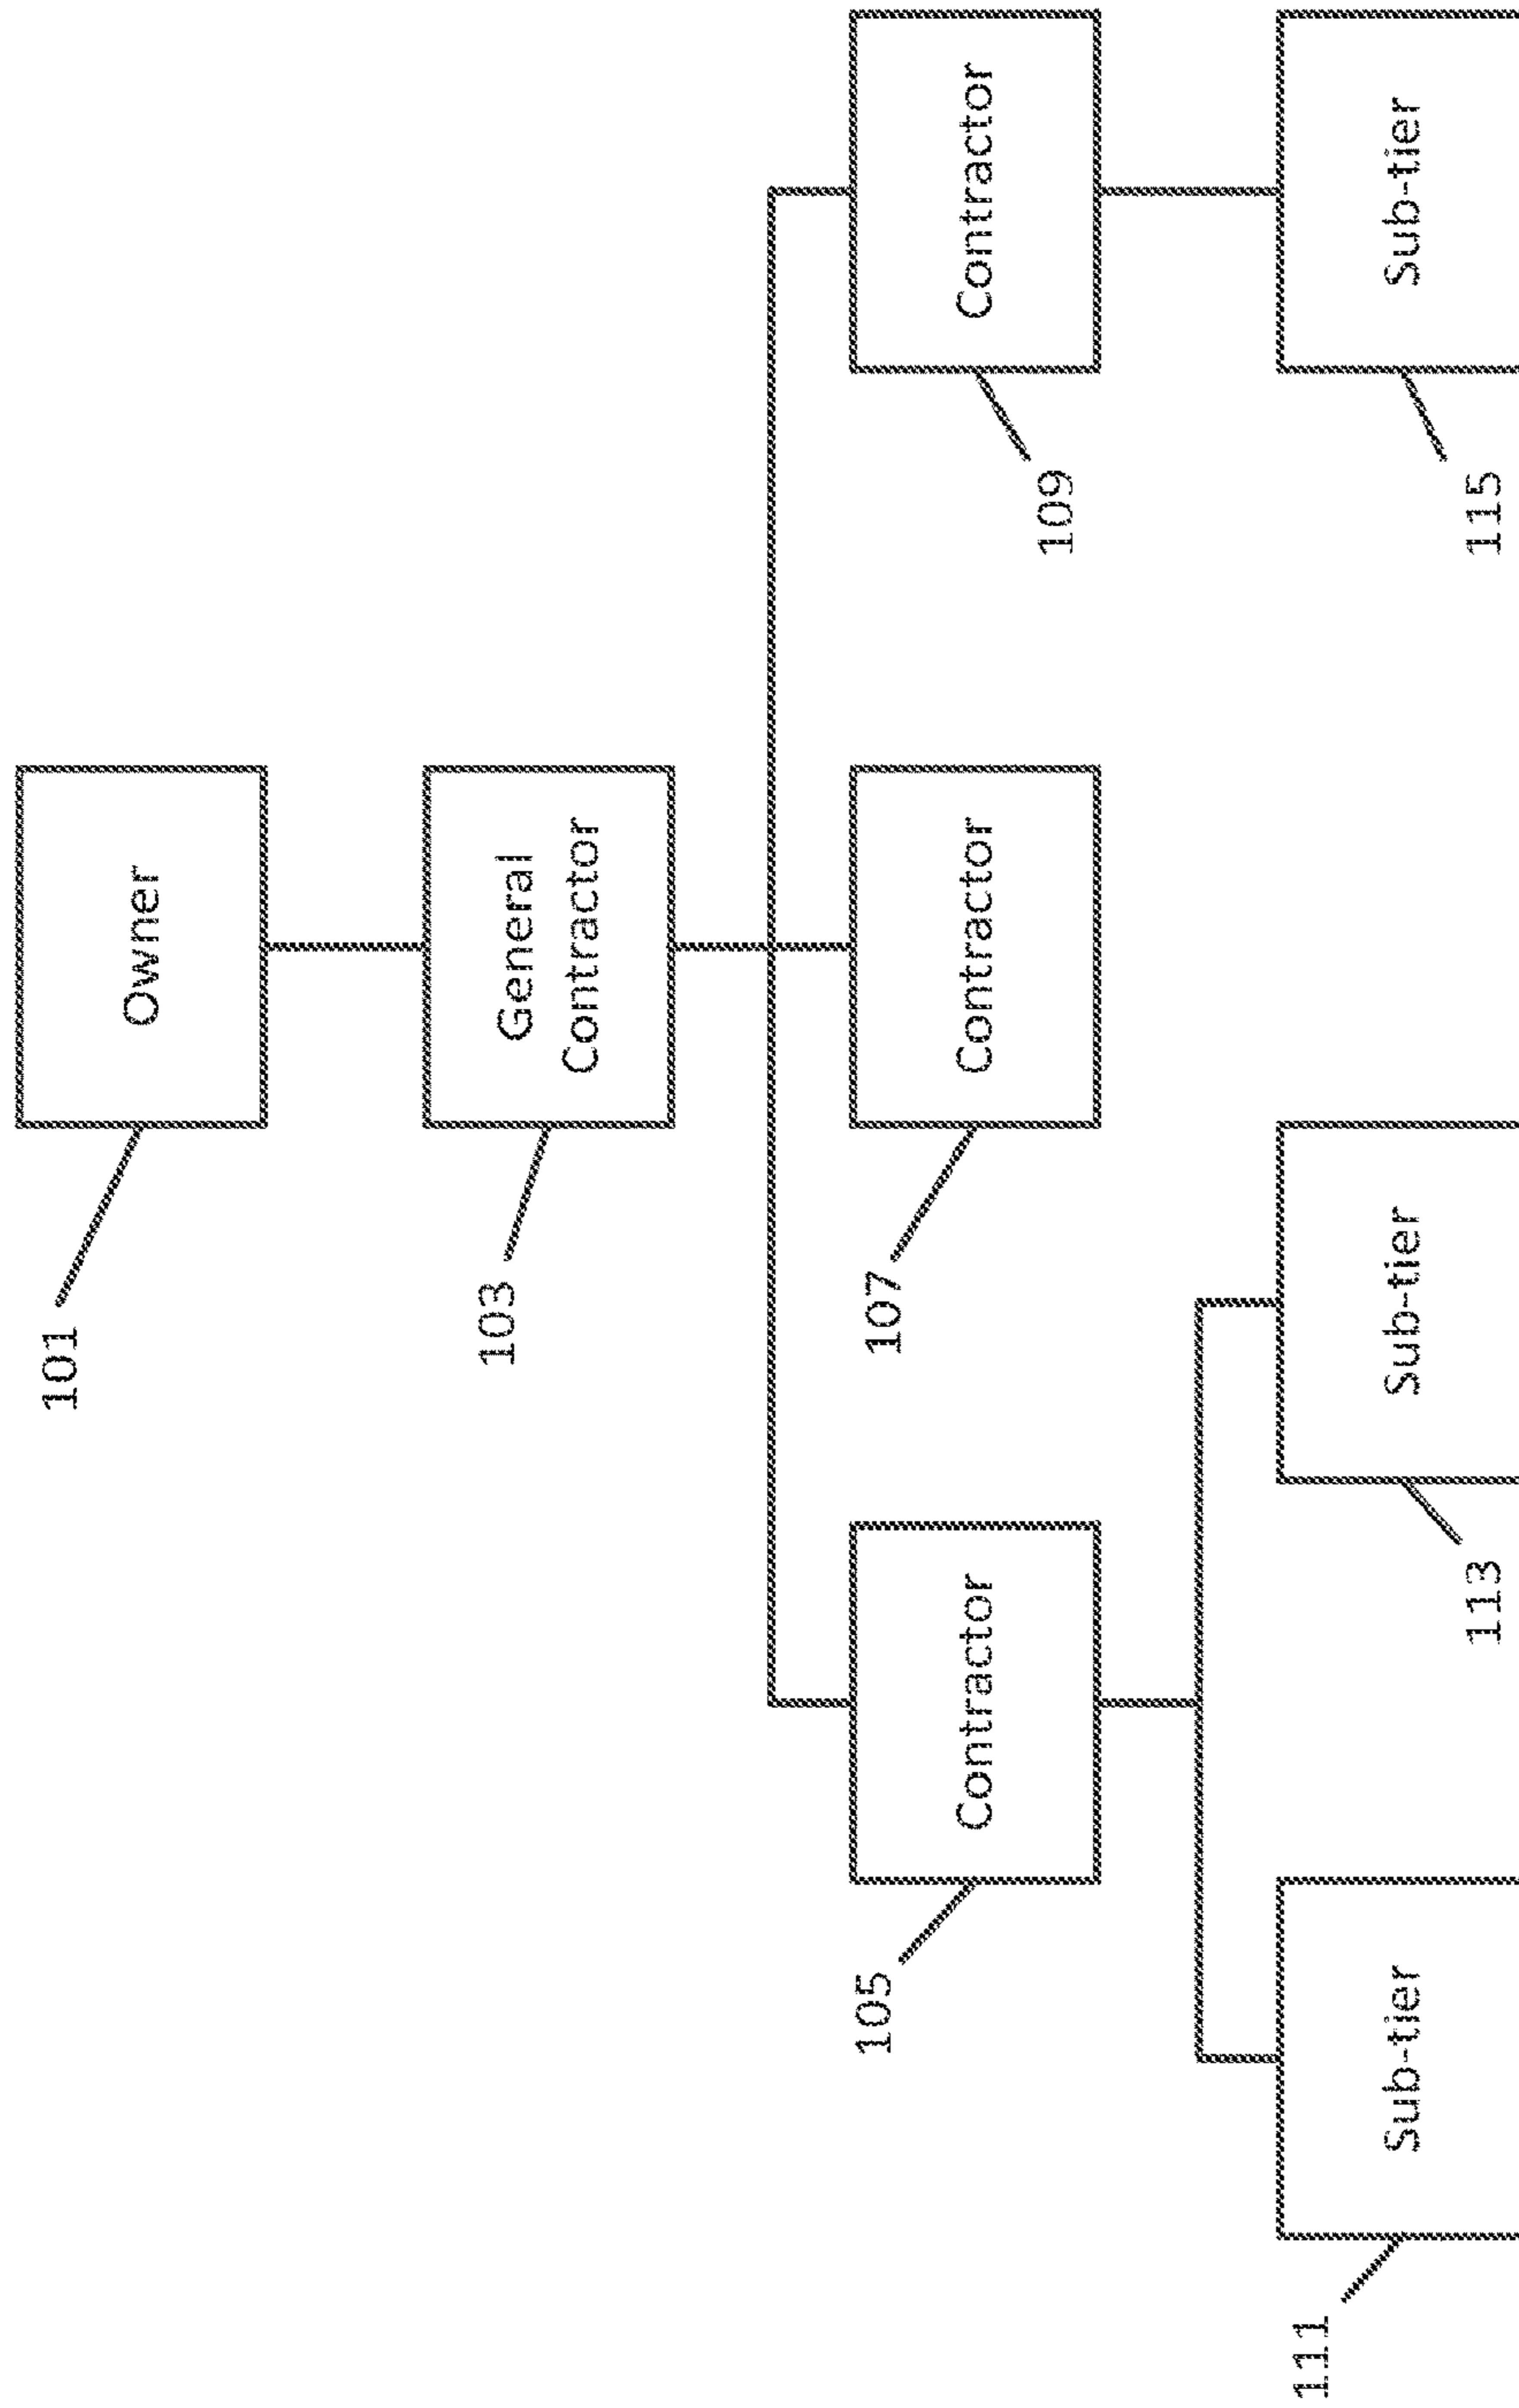 Owner
101
General
Contractor
103
Contractor
105
Contractor
107
Contractor
109
Sub-tier
111
Sub-tier
113
Sub-tier
115